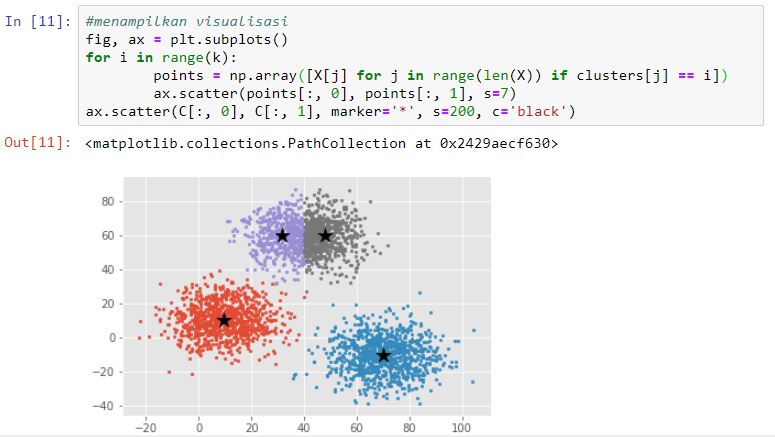 In [11]: #menampilkan visualisasi
fig, ax = plt.subplots()
for i in range(k):
        points = np.array([X[j] for j in range(len(X)) if clusters[j] == i])
        ax.scatter(points[:, 0], points[:, 1], s=7)
ax.scatter(C[:, 0], C[:, 1], marker='*', s=200, c='black')
Out[11]: <matplotlib.collections.PathCollection at 0x2429aecf630>
80
60
40
20
0
−20
−40
−20 0 20 40 60 80 100